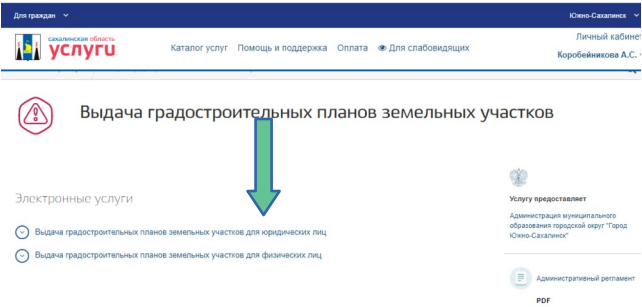 Для граждан
Южно-Сахалинск
сахалинская область
услуги
Каталог услуг Помощь и поддержка Оплата Для слабовидящих
Личный кабинет
Коробейникова А.С.
Выдача градостроительных планов земельных участков
Электронные услуги
Выдача градостроительных планов земельных участков для юридических лиц
Выдача градостроительных планов земельных участков для физических лиц
Услугу предоставляет
Администрация муниципального
образования городской округ "Город
Южно-Сахалинск"
Административный регламент
PDF